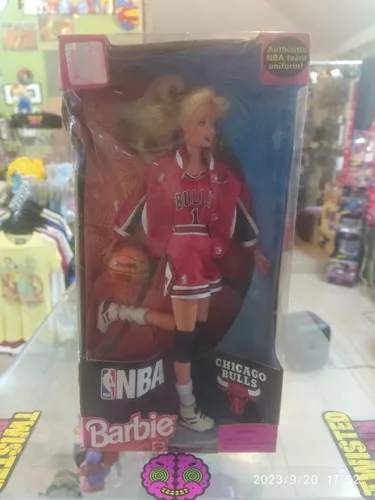 Authentic
NBA team
uniform!
BULLS
1
NBA
CHICAGO
BULLS
Barbie
TWISTED
TWISTED
2023/9/20 17:52